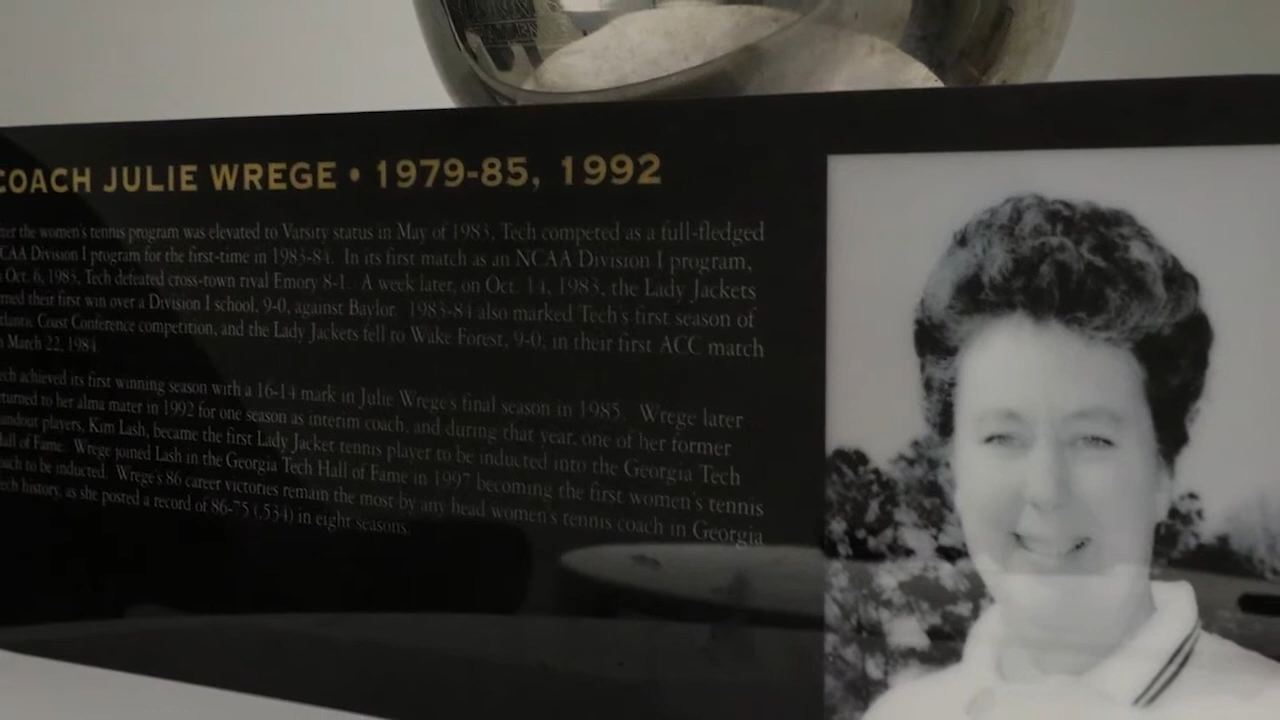 COACH JULIE WREGE • 1979-85, 1992
ter the women's tennis program was elevated to Varsity status in May of 1983, Tech competed as a full-fledged
CAA Division I program for the first-time in 1983-84. In its first match as an NCAA Division I program,
Oct. 6, 1983, Tech defeated cross-town rival Emory 8-1. A week later, on Oct. 14, 1983, the Lady Jackets
med their first win over a Division I school, 9-0, against Baylor. 1983-84 also marked Tech's first season of
tlantic Coast Conference competition, and the Lady Jackets fell to Wake Forest, 9-0, in their first ACC match
March 22, 1984.
ech achieved its first winning season with a 16-14 mark in Julie Wrege's final season in 1985. Wrege later
turned to her alma mater in 1992 for one season as interim coach, and during that year, one of her former
andout players, Kim Lash, became the first Lady Jacket tennis player to be inducted into the Georgia Tech
Hall of Fame. Wrege joined Lash in the Georgia Tech Hall of Fame in 1997 becoming the first women's tennis
oach to be inducted. Wrege's 86 career victories remain the most by any head women's tennis coach in Georgia
ech history, as she posted a record of 86-75 (.534) in eight seasons.